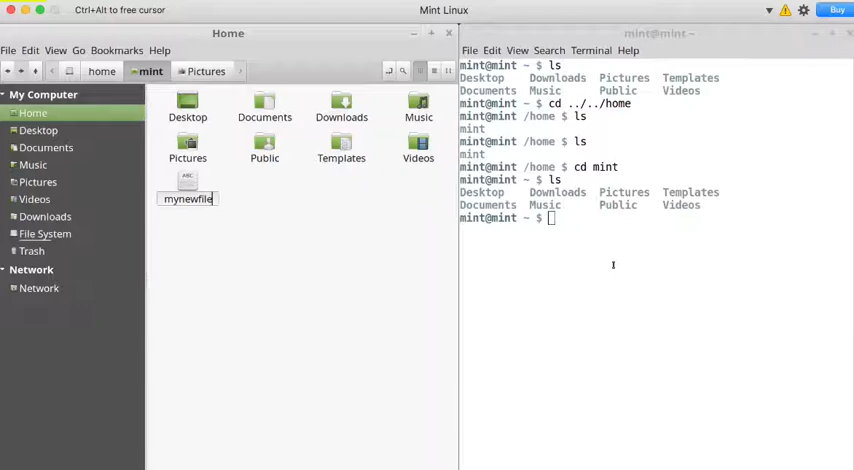 Ctrl+Alt to free cursor
Mint Linux
Buy
Home
File Edit View Go Bookmarks Help
home mint Pictures
My Computer
Home
Desktop
Documents
Music
Pictures
Videos
Downloads
File System
Trash
Network
Network
Desktop Documents Downloads Music
Pictures Public Templates Videos
ABC
mynewfile
mint@mint ~
File Edit View Search Terminal Help
mint@mint ~ $ ls
Desktop Downloads Pictures Templates
Documents Music Public Videos
mint@mint ~ $ cd ../../home
mint@mint /home $ ls
mint
mint@mint /home $ ls
mint
mint@mint /home $ cd mint
mint@mint ~ $ ls
Desktop Downloads Pictures Templates
Documents Music Public Videos
mint@mint ~ $